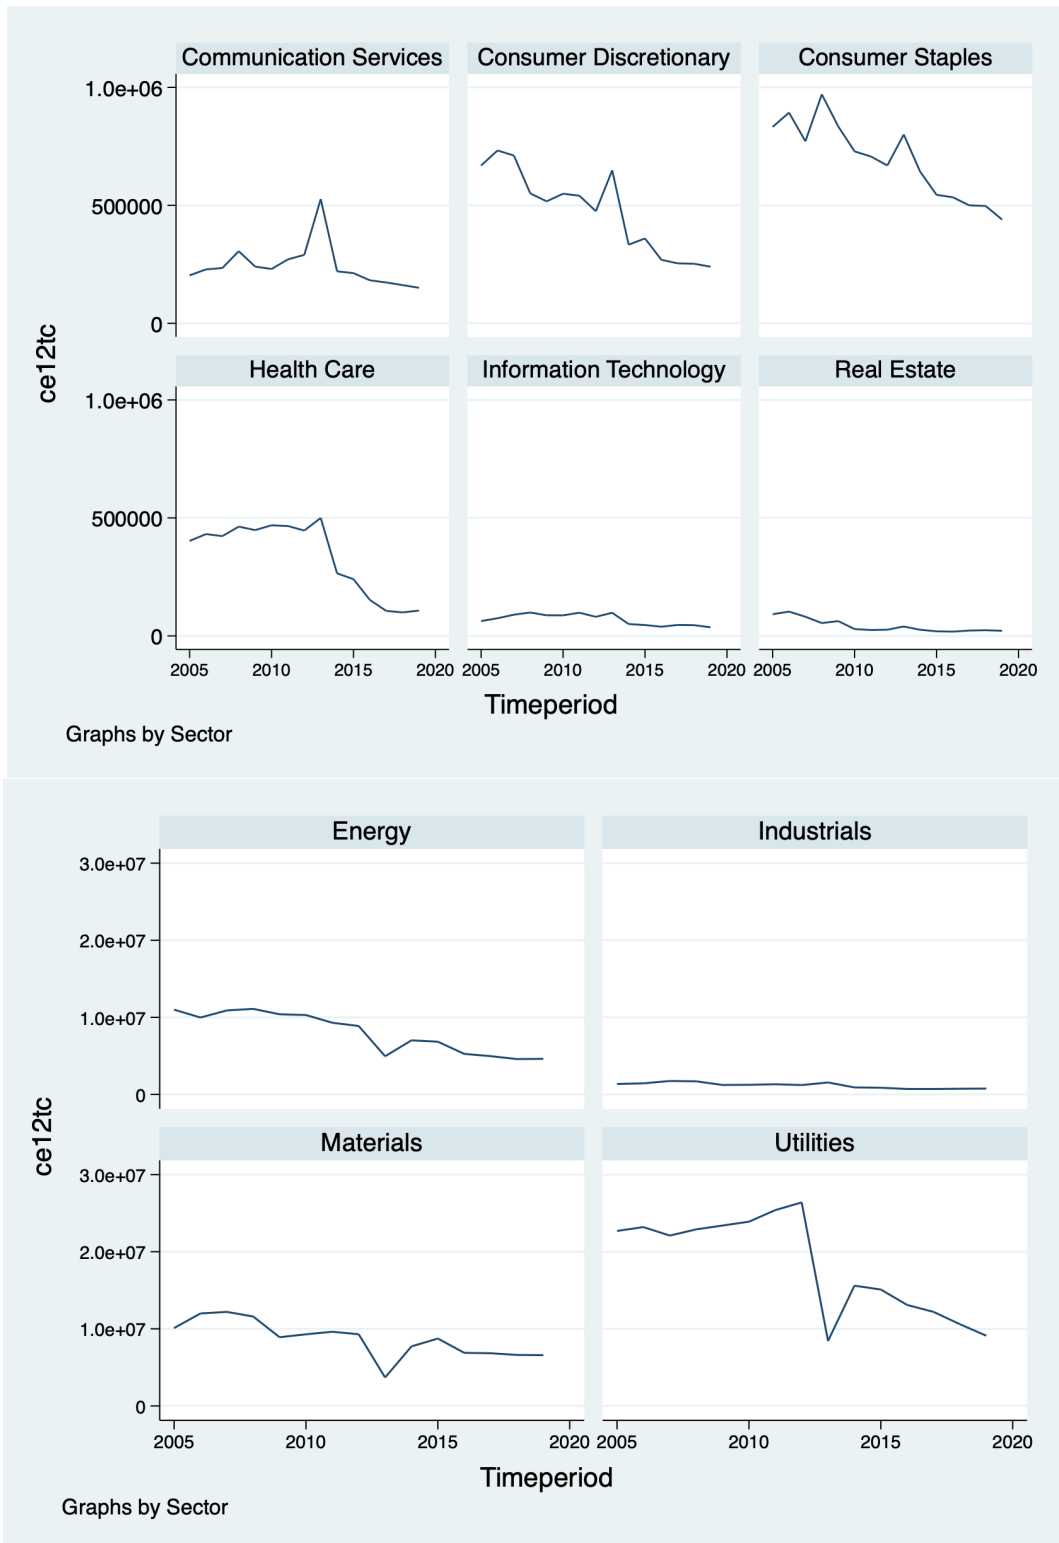 Communication Services Consumer Discretionary Consumer Staples
1.0e+06
500000
0
Health Care Information Technology Real Estate
1.0e+06
500000
0
ce12tc
2005 2010 2015 2020 2005 2010 2015 2020 2005 2010 2015 2020
Timeperiod
Graphs by Sector
Energy Industrials
3.0e+07
2.0e+07
1.0e+07
0
Materials Utilities
3.0e+07
2.0e+07
1.0e+07
0
ce12tc
2005 2010 2015 2020 2005 2010 2015 2020
Timeperiod
Graphs by Sector